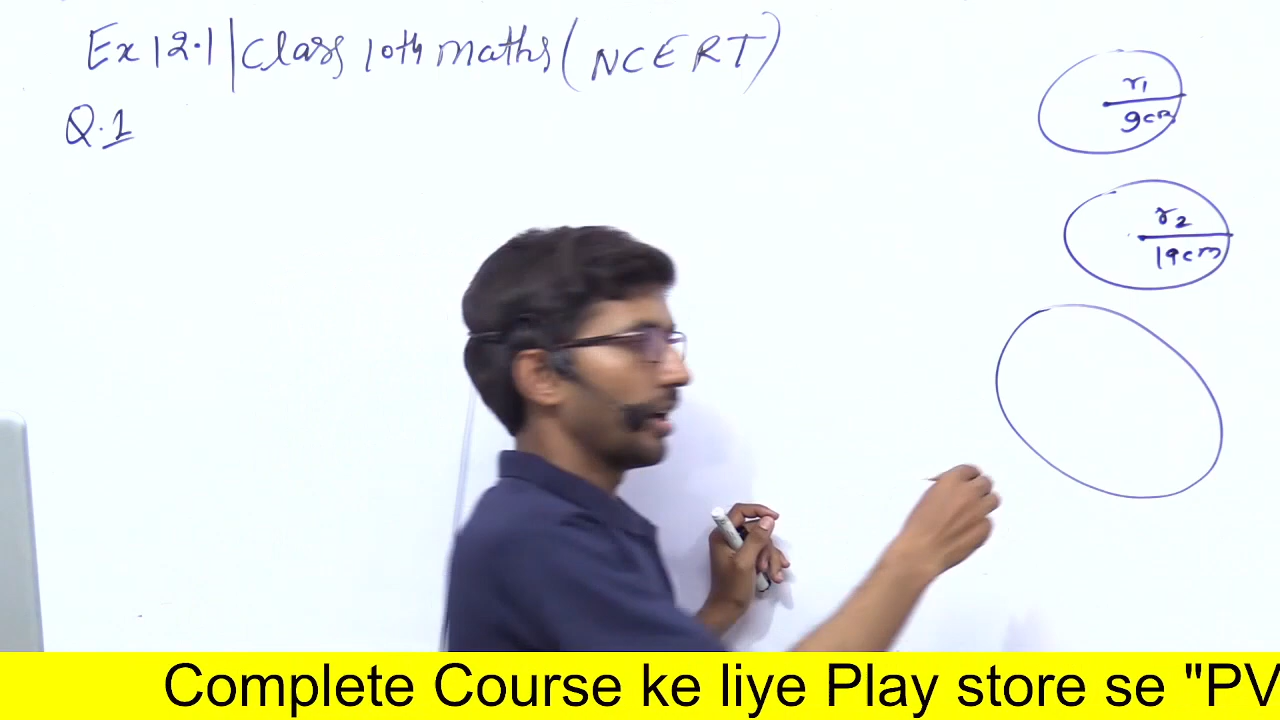 Ex 12.1 | Class 10th maths (NCERT)
Q.1
r1
9cm
r2
19cm
Complete Course ke liye Play store se "PV